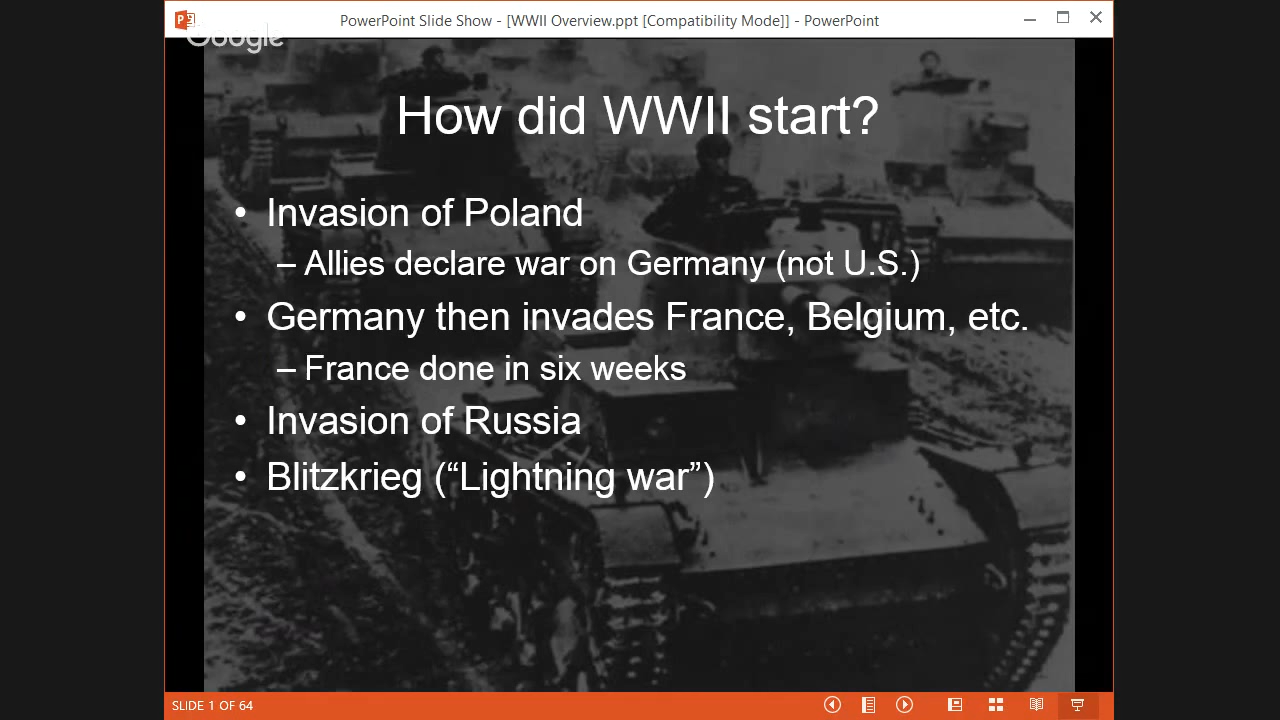 PowerPoint Slide Show - [WWII Overview.ppt [Compatibility Mode]] - PowerPoint
Google
How did WWII start?
• Invasion of Poland
– Allies declare war on Germany (not U.S.)
• Germany then invades France, Belgium, etc.
– France done in six weeks
• Invasion of Russia
• Blitzkrieg (“Lightning war”)
SLIDE 1 OF 64